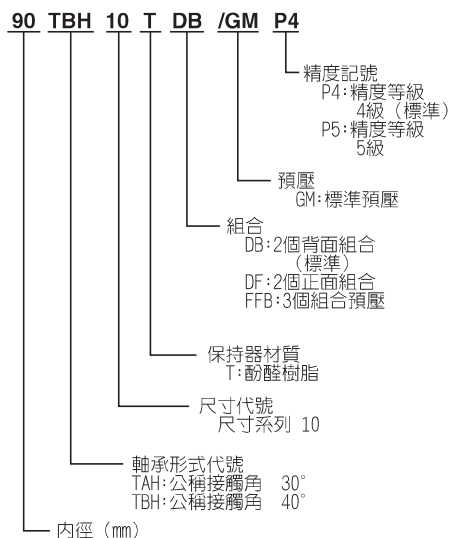 90 TBH 10 T DB /GM P4
精度記號
P4:精度等級
4級(標準)
P5:精度等級
5級
預壓
GM:標準預壓
組合
DB:2個背面組合
(標準)
DF:2個正面組合
FFB:3個組合預壓
保持器材質
T:酚醛樹脂
尺寸代號
尺寸系列 10
軸承形式代號
TAH:公稱接觸角 30°
TBH:公稱接觸角 40°
内徑 (mm)